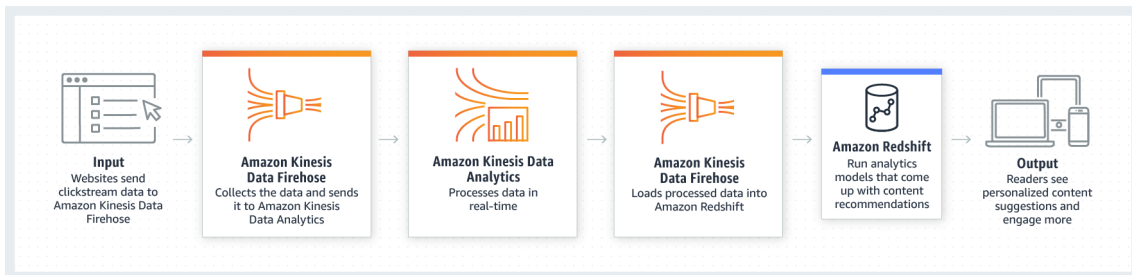 Input
Websites send
clickstream data to
Amazon Kinesis Data
Firehose
Amazon Kinesis
Data Firehose
Collects the data and sends
it to Amazon Kinesis
Data Analytics
Amazon Kinesis Data
Analytics
Processes data in
real-time
Amazon Kinesis
Data Firehose
Loads processed data into
Amazon Redshift
Amazon Redshift
Run analytics
models that come
up with content
recommendations
Output
Readers see
personalized content
suggestions and
engage more